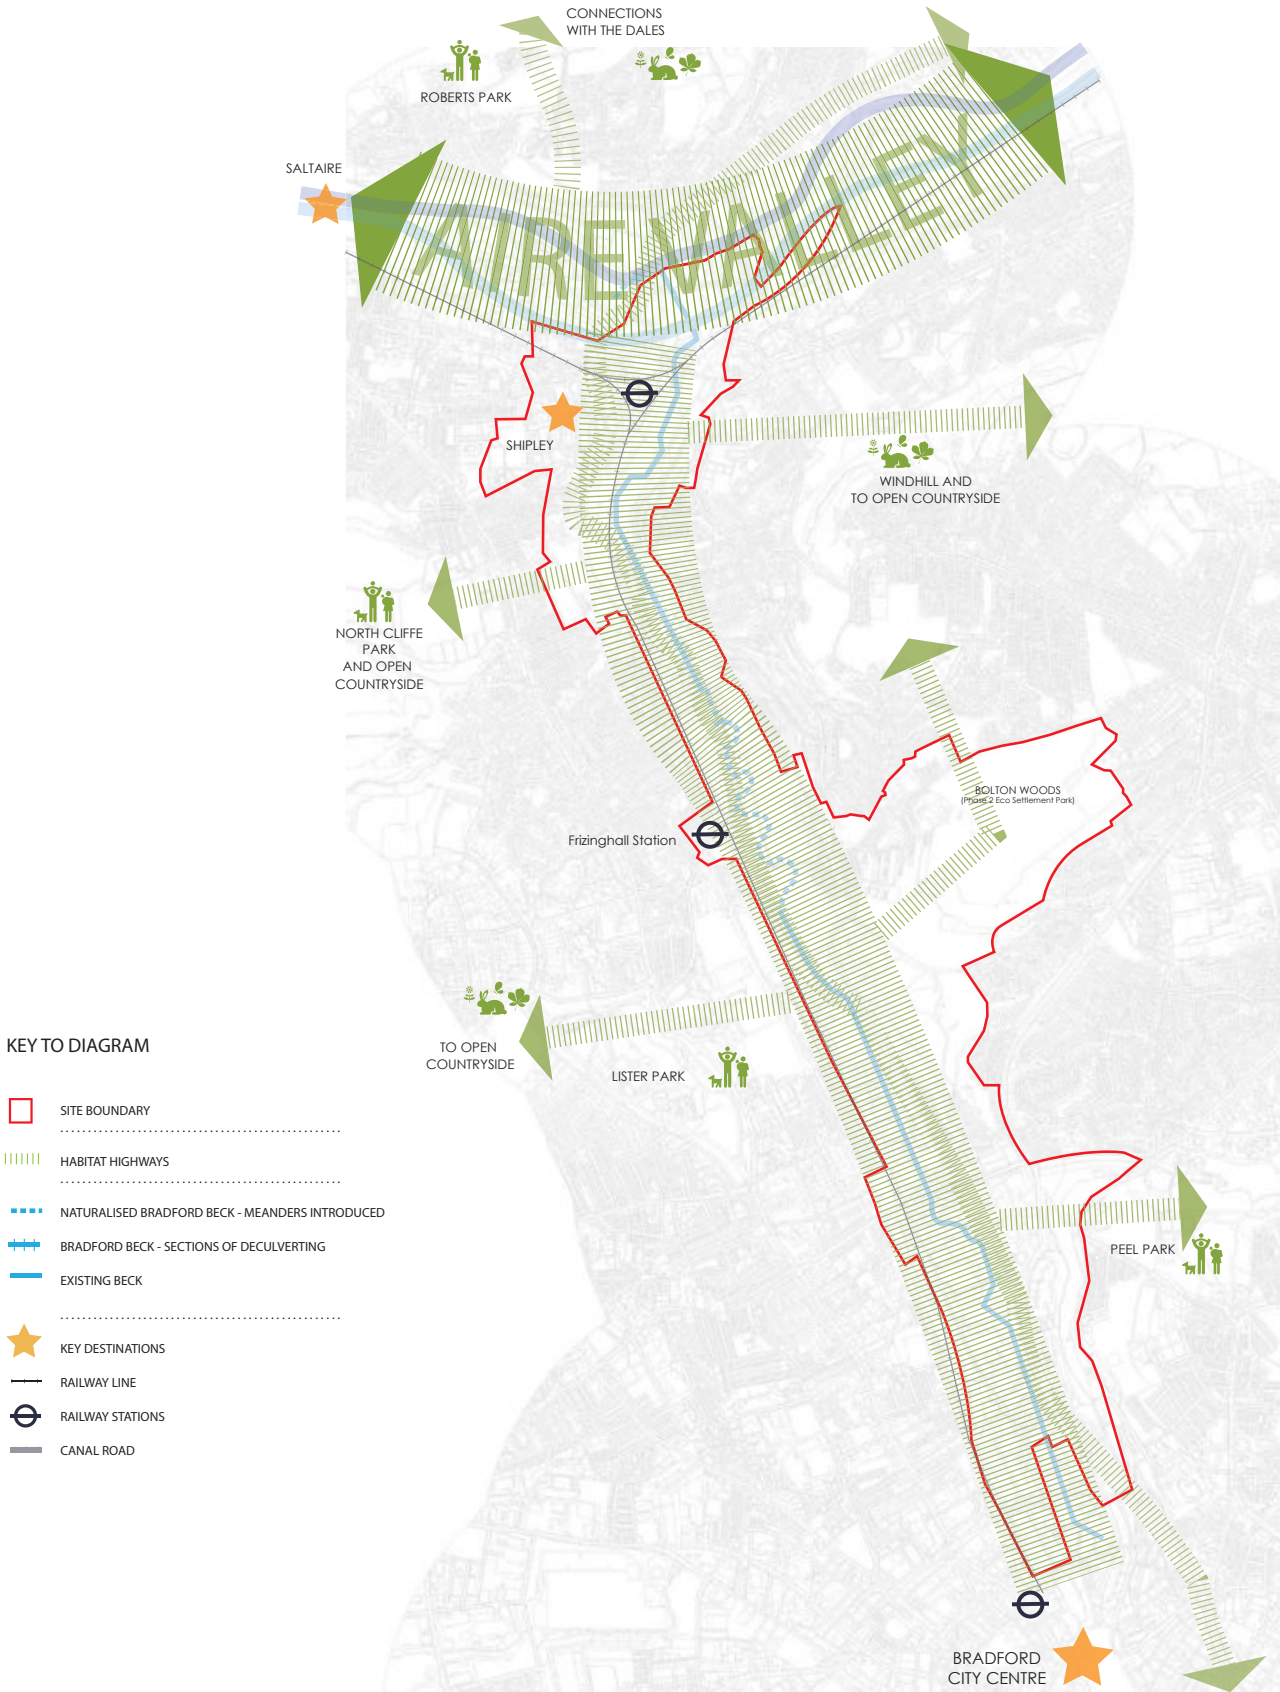 CONNECTIONS
WITH THE DALES
ROBERTS PARK
SALTAIRE
AIRE VALLEY
SHIPLEY
WINDHILL AND
TO OPEN COUNTRYSIDE
NORTH CLIFFE
PARK
AND OPEN
COUNTRYSIDE
BOLTON WOODS
(Phase 2 Eco Settlement Park)
Frizinghall Station
TO OPEN
COUNTRYSIDE
LISTER PARK
PEEL PARK
BRADFORD
CITY CENTRE
KEY TO DIAGRAM
SITE BOUNDARY
HABITAT HIGHWAYS
NATURALISED BRADFORD BECK - MEANDERS INTRODUCED
BRADFORD BECK - SECTIONS OF DECULVERTING
EXISTING BECK
KEY DESTINATIONS
RAILWAY LINE
RAILWAY STATIONS
CANAL ROAD